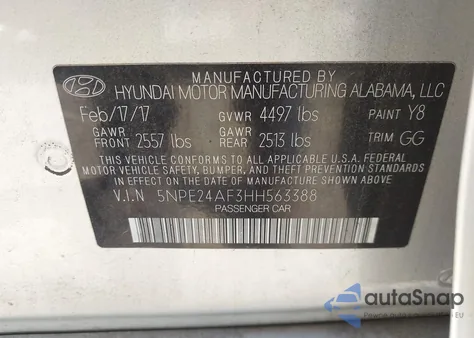 MANUFACTURED BY
HYUNDAI MOTOR MANUFACTURING ALABAMA, LLC
Feb/17/17 GVWR 4497 lbs PAINT Y8
GAWR FRONT 2557 lbs GAWR REAR 2513 lbs TRIM GG
THIS VEHICLE CONFORMS TO ALL APPLICABLE U.S.A. FEDERAL
MOTOR VEHICLE SAFETY, BUMPER, AND THEFT PREVENTION STANDARDS
IN EFFECT ON THE DATE OF MANUFACTURE SHOWN ABOVE.
V.I.N 5NPE24AF3HH563388
PASSENGER CAR
autoSnap